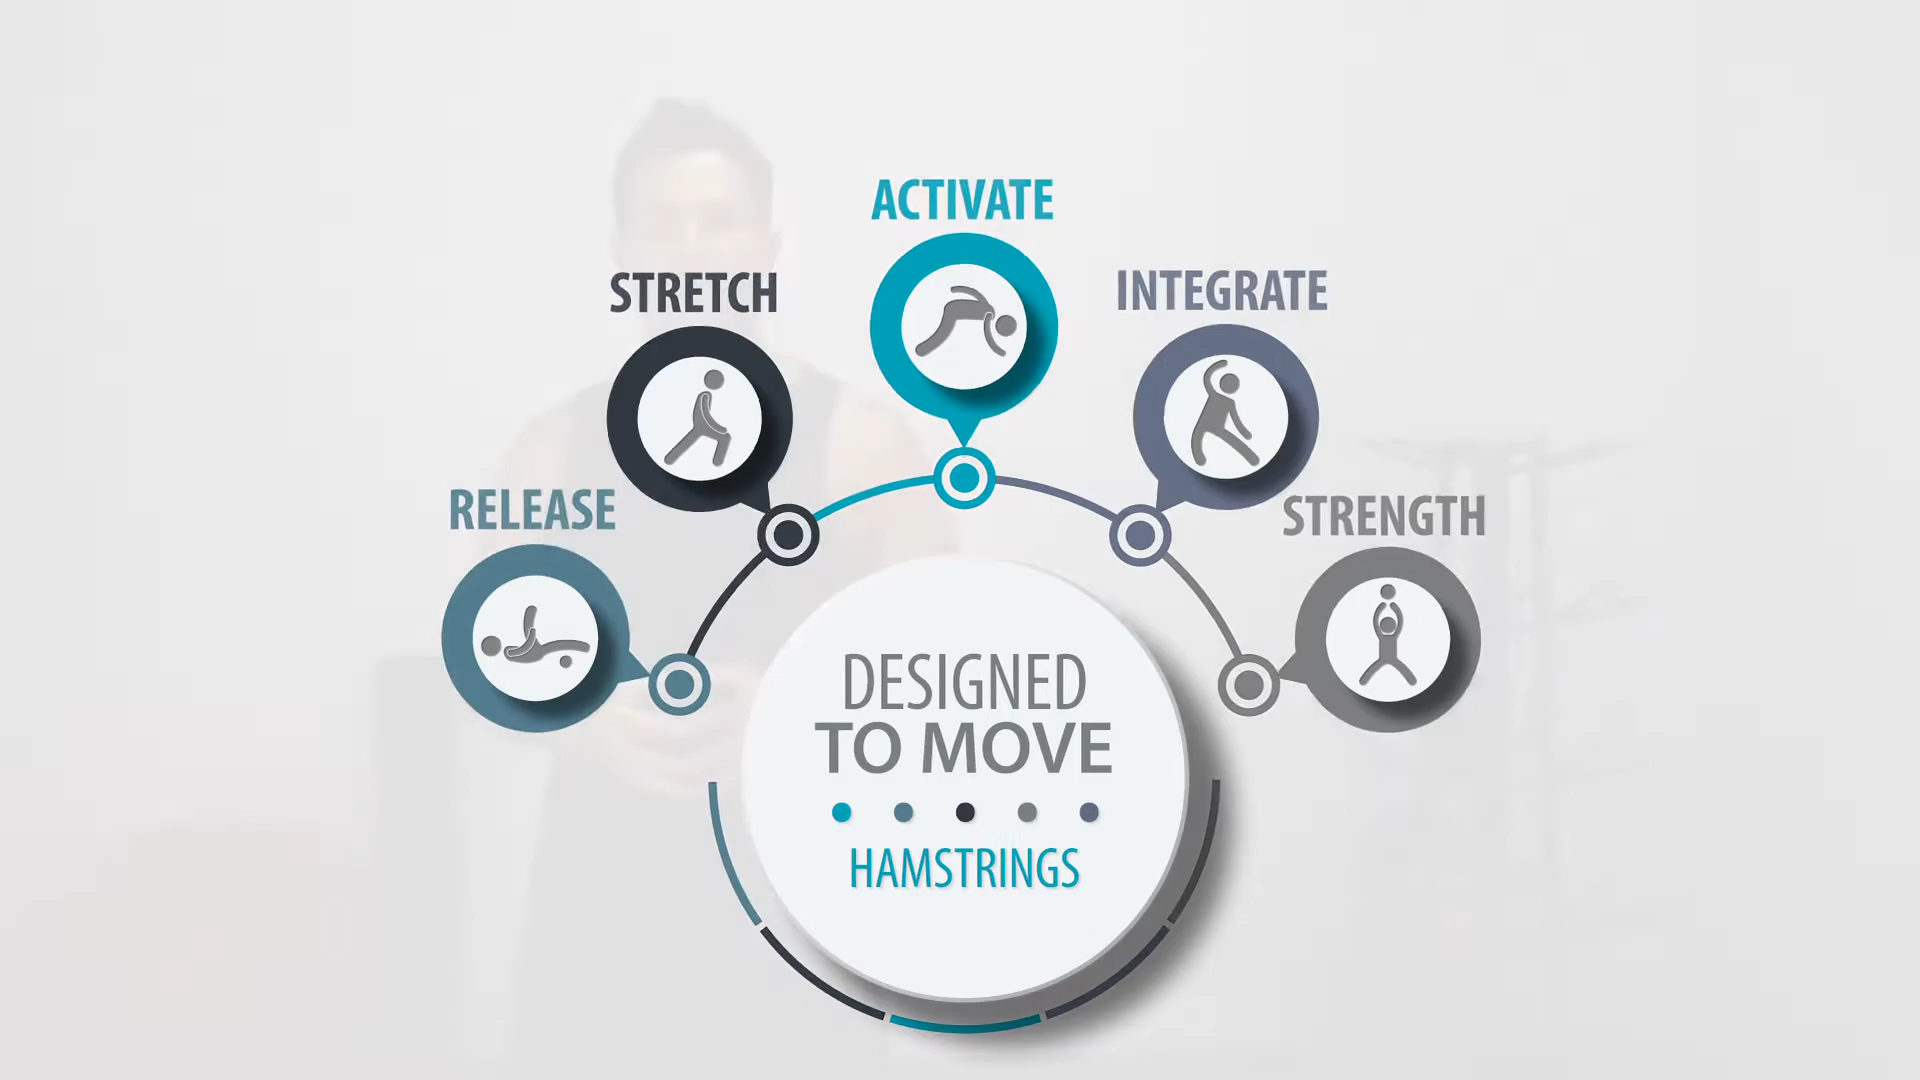 ACTIVATE
STRETCH
INTEGRATE
RELEASE
STRENGTH
DESIGNED
TO MOVE
HAMSTRINGS